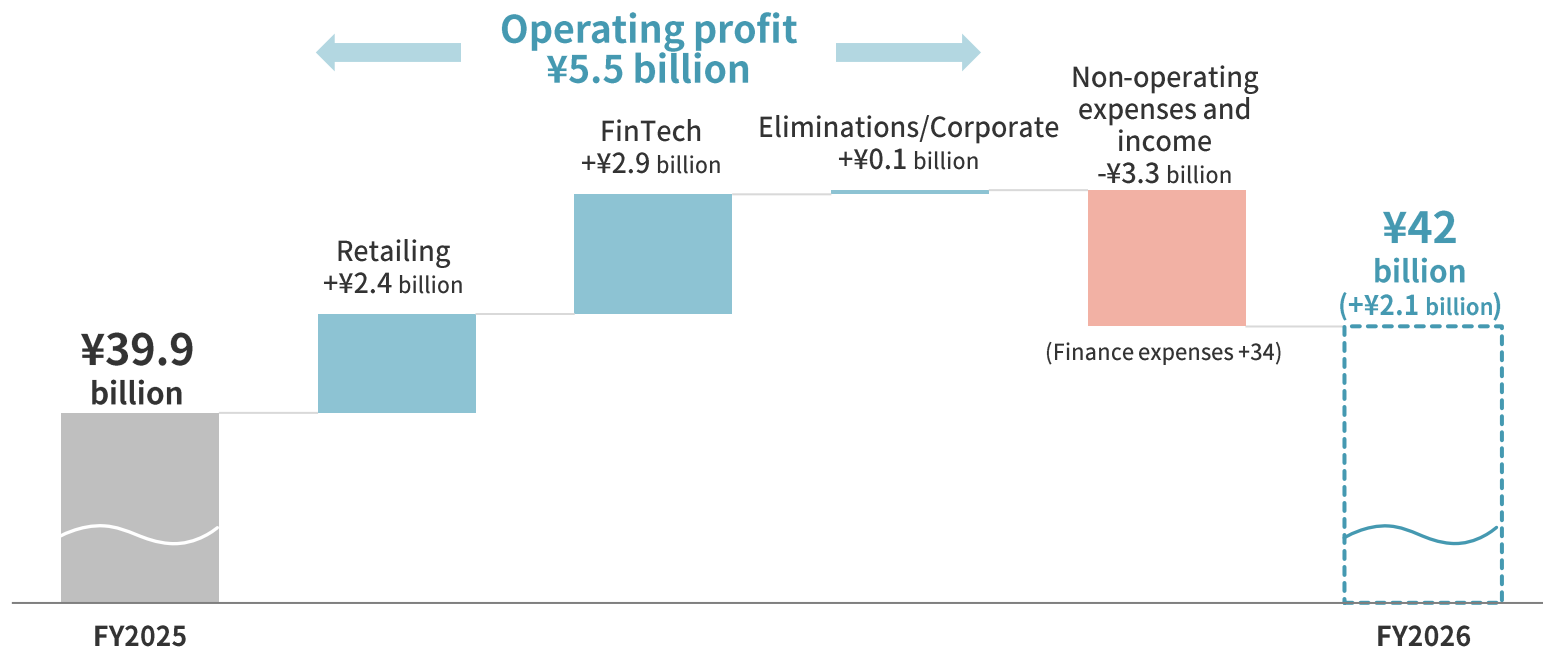 Operating profit
¥5.5 billion
Non-operating
expenses and
income
-¥3.3 billion
FinTech
+¥2.9 billion
Eliminations/Corporate
+¥0.1 billion
Retailing
+¥2.4 billion
¥42
billion
(+¥2.1 billion)
¥39.9
billion
(Finance expenses +34)
FY2025
FY2026